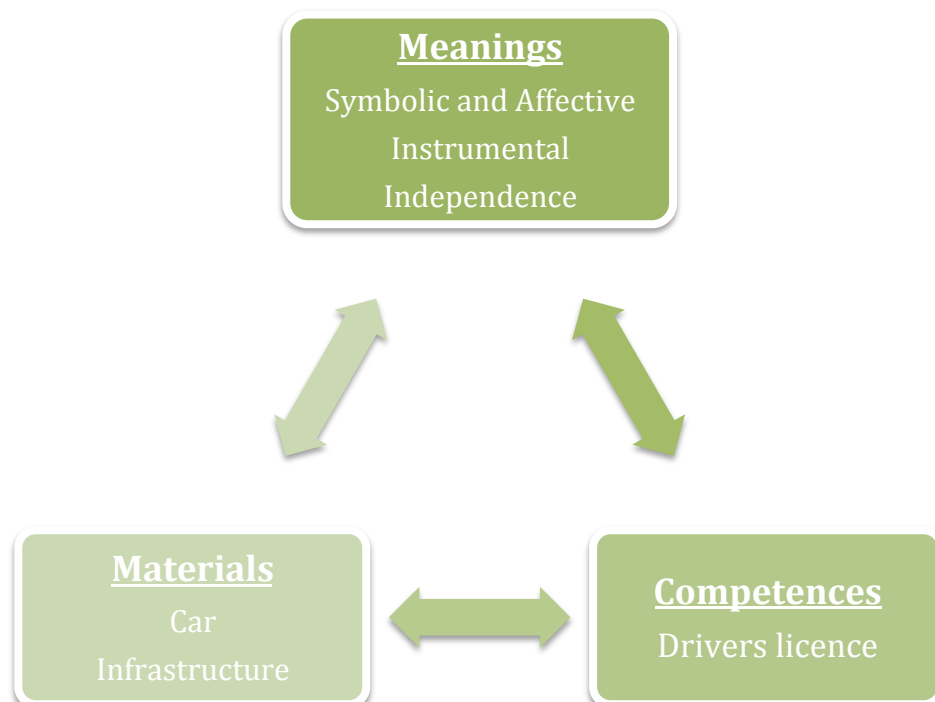 Meanings
Symbolic and Affective
Instrumental
Independence
Materials
Car
Infrastructure
Competences
Drivers licence